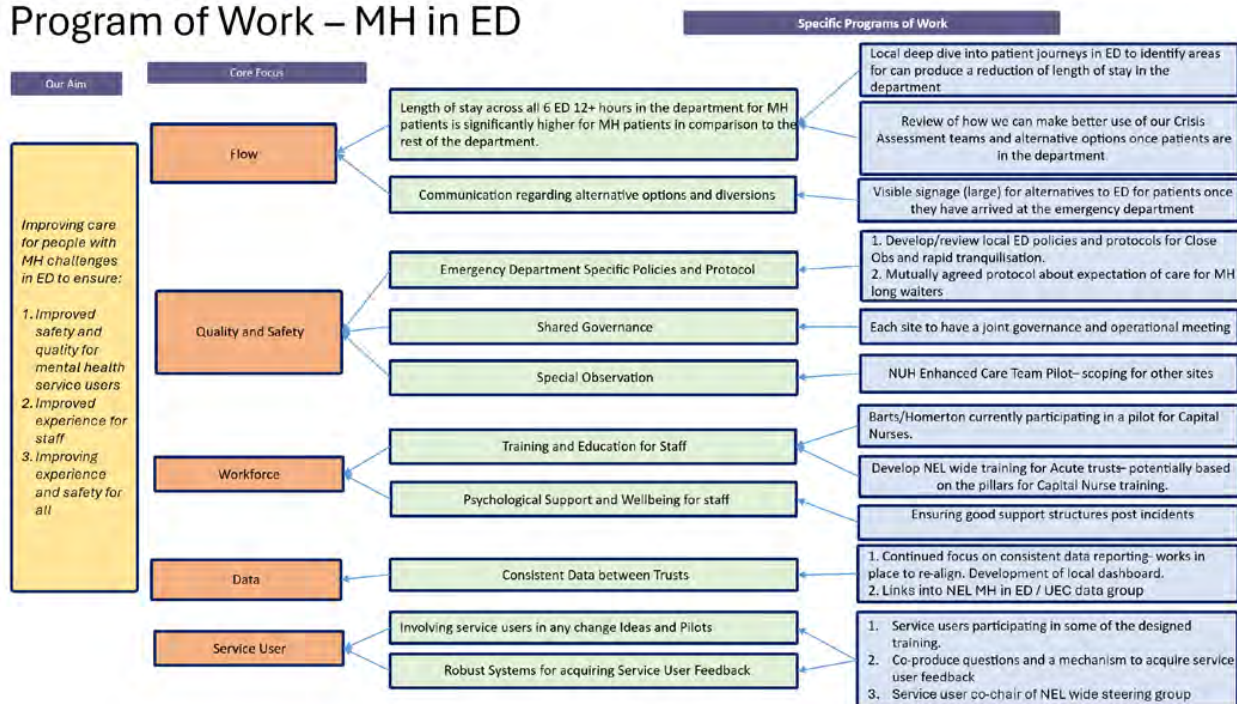 Program of Work – MH in ED
Specific Programs of Work
Our Aim
Core Focus
Improving care
for people with
MH challenges
in ED to ensure:
1. Improved
safety and
quality for
mental health
service users
2. Improved
experience for
staff
3. Improving
experience
and safety for
all
Flow
Length of stay across all 6 ED 12+ hours in the department for MH
patients is significantly higher for MH patients in comparison to the
rest of the department.
Local deep dive into patient journeys in ED to identify areas
for can produce a reduction of length of stay in the
department
Review of how we can make better use of our Crisis
Assessment teams and alternative options once patients are
in the department
Communication regarding alternative options and diversions
Visible signage (large) for alternatives to ED for patients once
they have arrived at the emergency department
Quality and Safety
Emergency Department Specific Policies and Protocol
1. Develop/review local ED policies and protocols for Close
Obs and rapid tranquilisation.
2. Mutually agreed protocol about expectation of care for MH
long waiters
Shared Governance
Each site to have a joint governance and operational meeting
Special Observation
NUH Enhanced Care Team Pilot– scoping for other sites
Workforce
Training and Education for Staff
Barts/Homerton currently participating in a pilot for Capital
Nurses.
Develop NEL wide training for Acute trusts– potentially based
on the pillars for Capital Nurse training.
Psychological Support and Wellbeing for staff
Ensuring good support structures post incidents
Data
Consistent Data between Trusts
1. Continued focus on consistent data reporting– works in
place to re-align. Development of local dashboard.
2. Links into NEL MH in ED / UEC data group
Service User
Involving service users in any change Ideas and Pilots
Robust Systems for acquiring Service User Feedback
1. Service users participating in some of the designed
training.
2. Co-produce questions and a mechanism to acquire service
user feedback
3. Service user co-chair of NEL wide steering group